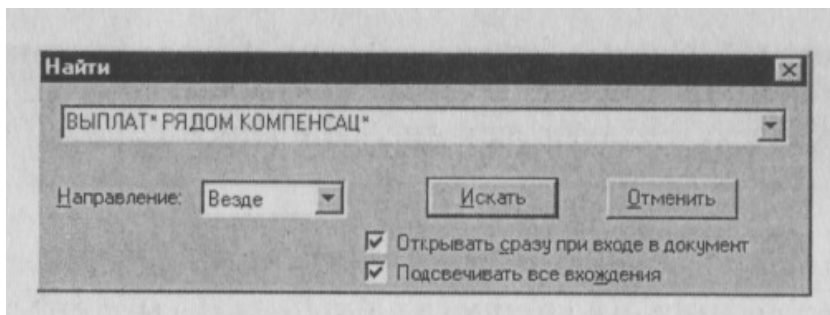 Найти
ВЫПЛАТ* РЯДОМ КОМПЕНСАЦ*
Направление: Везде Искать Отменить
Открывать сразу при входе в документ
Подсвечивать все вхождения